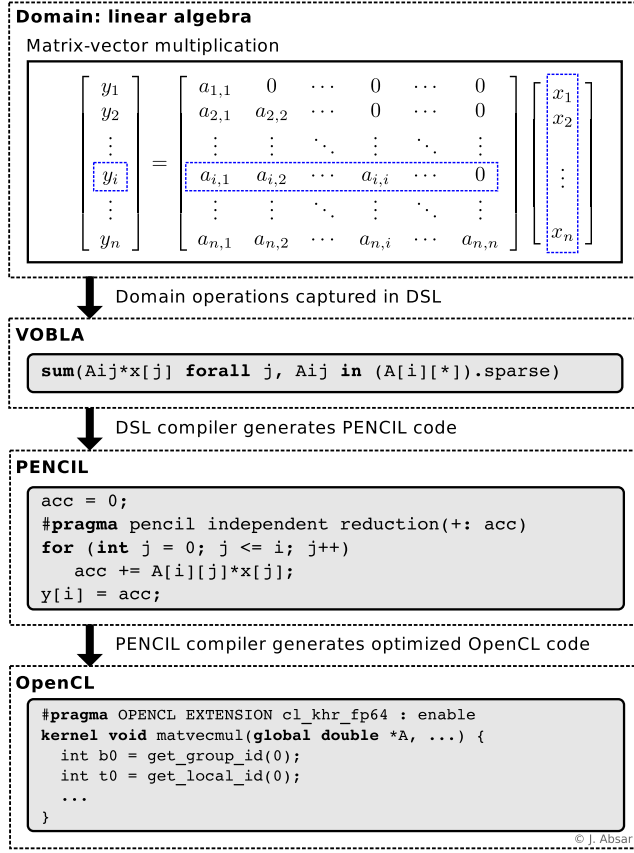 Domain: linear algebra
Matrix-vector multiplication
y₁ a₁,₁ 0 ⋯ 0 ⋯ 0 x₁
y₂ a₂,₁ a₂,₂ ⋯ 0 ⋯ 0 x₂
⋮ ⋮ ⋮ ⋱ ⋮ ⋱ ⋮
yᵢ = aᵢ,₁ aᵢ,₂ ⋯ aᵢ,ᵢ ⋯ 0 ⋮
⋮ ⋮ ⋮ ⋱ ⋮ ⋱ ⋮
yₙ aₙ,₁ aₙ,₂ ⋯ aₙ,ᵢ ⋯ aₙ,ₙ xₙ
Domain operations captured in DSL
VOBLA
sum(Aij*x[j] forall j, Aij in (A[i][*]).sparse)
DSL compiler generates PENCIL code
PENCIL
acc = 0;
#pragma pencil independent reduction(+: acc)
for (int j = 0; j <= i; j++)
acc += A[i][j]*x[j];
y[i] = acc;
PENCIL compiler generates optimized OpenCL code
OpenCL
#pragma OPENCL EXTENSION cl_khr_fp64 : enable
kernel void matvecmul(global double *A, ...) {
int b0 = get_group_id(0);
int t0 = get_local_id(0);
...
}
© J. Absar